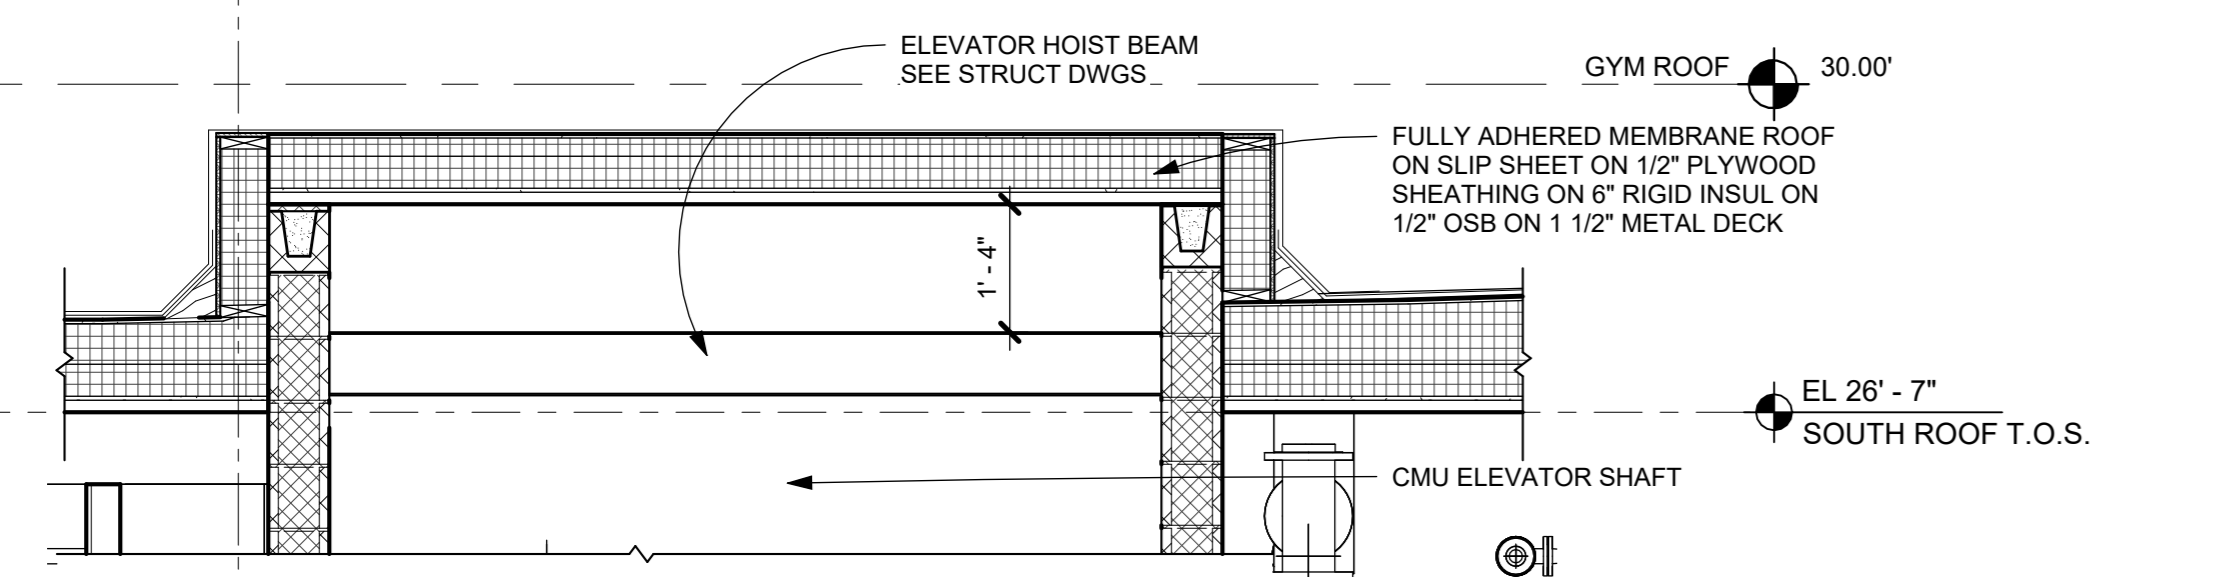 ELEVATOR HOIST BEAM
SEE STRUCT DWGS
GYM ROOF 30.00'
FULLY ADHERED MEMBRANE ROOF
ON SLIP SHEET ON 1/2" PLYWOOD
SHEATHING ON 6" RIGID INSUL ON
1/2" OSB ON 1 1/2" METAL DECK
1' - 4"
EL 26' - 7"
SOUTH ROOF T.O.S.
CMU ELEVATOR SHAFT